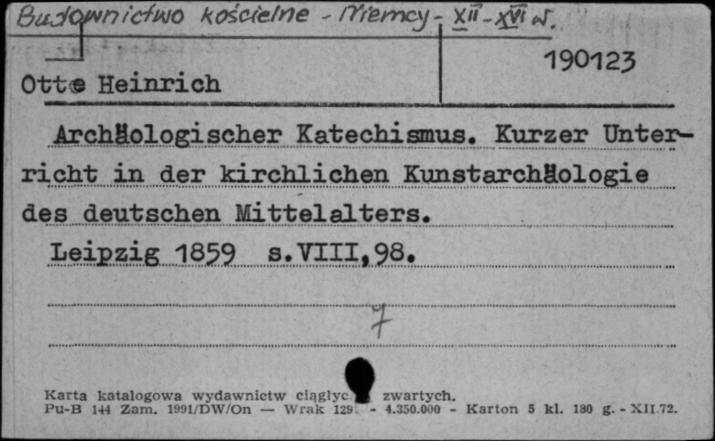 Budownictwo kościelne - Niemcy - XII - XVI w.
190123
Otto Heinrich
Archäologischer Katechismus. Kurzer Unter-
richt in der kirchlichen Kunstarchäologie
des deutschen Mittelalters.
Leipzig 1859 s.VIII,98.
7
Karta katalogowa wydawnictw ciągłyc zwartych.
Pu-B 144 Zam. 1991/DW/On — Wrak 129 - 4.350.000 - Karton 5 kl. 180 g. - XII.72.